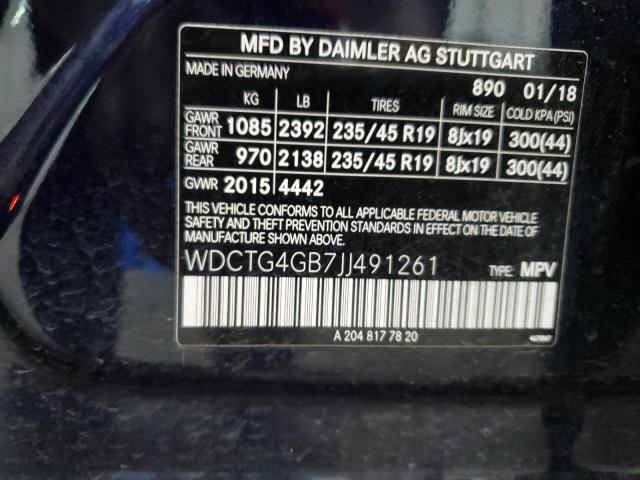 MFD BY DAIMLER AG STUTTGART
MADE IN GERMANY
890 01/18
KG LB TIRES RIM SIZE COLD KPA (PSI)
GAWR FRONT 1085 2392 235/45 R19 8Jx19 300(44)
GAWR REAR 970 2138 235/45 R19 8Jx19 300(44)
GVWR 2015 4442
THIS VEHICLE CONFORMS TO ALL APPLICABLE FEDERAL MOTOR VEHICLE
SAFETY AND THEFT PREVENTION STANDARDS IN EFFECT ON THE DATE OF
MANUFACTURE SHOWN ABOVE.
WDCTG4GB7JJ491261 TYPE: MPV
A 204 817 78 20